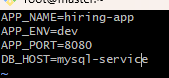 APP_NAME=hiring-app
APP_ENV=dev
APP_PORT=8080
DB_HOST=mysql-service
~